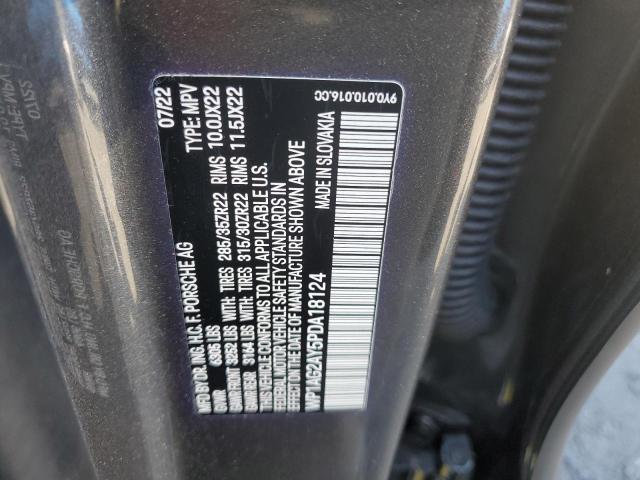 MFD BY DR. ING. H.C. F. PORSCHE AG 07/22
GVWR 6305 LBS TYPE: MPV
GAWR FRONT 3252 LBS WITH: TIRES 285/35ZR22 RIMS 10.0JX22
GAWR REAR 3164 LBS WITH: TIRES 315/30ZR22 RIMS 11.5JX22
THIS VEHICLE CONFORMS TO ALL APPLICABLE U.S.
FEDERAL MOTOR VEHICLE SAFETY STANDARDS IN
EFFECT ON THE DATE OF MANUFACTURE SHOWN ABOVE
WP1AG2AY5PDA18124 MADE IN SLOVAKIA
9Y0.010.016.CC